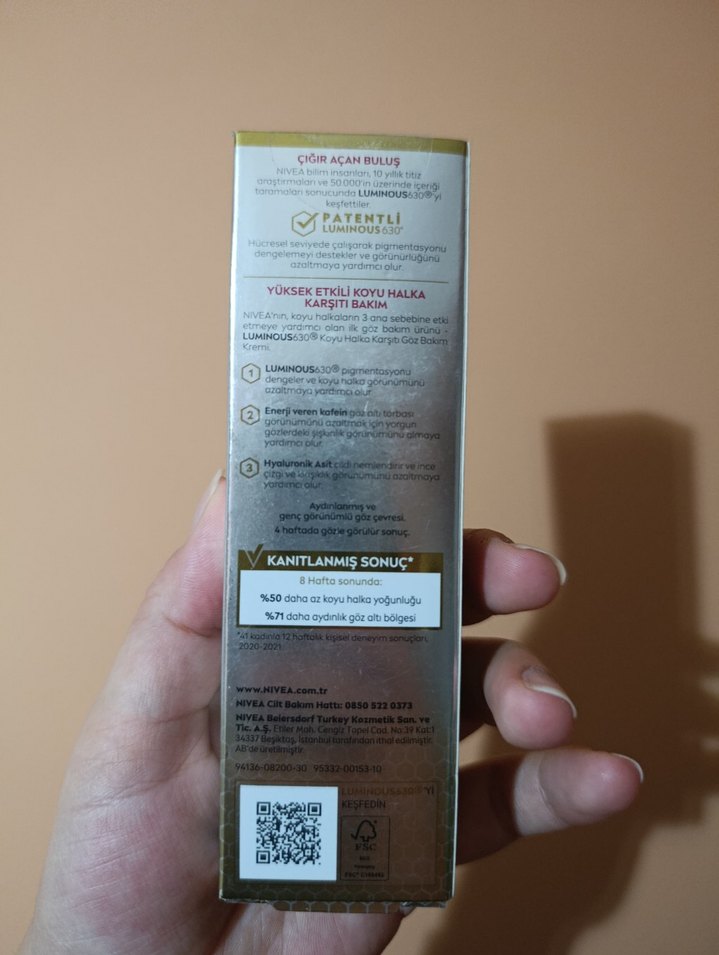 ÇIĞIR AÇAN BULUŞ
NIVEA bilim insanları, 10 yıllık titiz
araştırmaları ve 50.000'in üzerinde içeriği
taramaları sonucunda LUMINOUS630®'yi
keşfettiler.
PATENTLİ
LUMINOUS630®
Hücresel seviyede çalışarak pigmentasyonu
dengelemeyi destekler ve görünürlüğünü
azaltmaya yardımcı olur.
YÜKSEK ETKİLİ KOYU HALKA
KARŞITI BAKIM
NIVEA'nın, koyu halkaların 3 ana sebebine etki
etmeye yardımcı olan ilk göz bakım ürünü -
LUMINOUS630® Koyu Halka Karşıtı Göz Bakım
Kremi.
1 LUMINOUS630® pigmentasyonu
dengeler ve koyu halka görünümünü
azaltmaya yardımcı olur.
2 Enerji veren kafein göz altı torbası
görünümünü azaltmak için yorgun
gözlerdeki şişkinlik görünümünü almaya
yardımcı olur.
3 Hyaluronik Asit cildi nemlendirir ve ince
çizgi ve kırışıklık görünümünü azaltmaya
yardımcı olur.
Aydınlanmış ve
genç görünümlü göz çevresi.
4 haftada gözle görülür sonuç.
KANITLANMIŞ SONUÇ*
8 Hafta sonunda:
%50 daha az koyu halka yoğunluğu
%71 daha aydınlık göz altı bölgesi
*41 kadınla 12 haftalık kişisel deneyim sonuçları,
2020-2021.
www.NIVEA.com.tr
NIVEA Cilt Bakım Hattı: 0850 522 0373
NIVEA Beiersdorf Turkey Kozmetik San. ve
Tic. A.Ş. Etiler Mah. Cengiz Topel Cad. No:39 Kat:1
34337 Beşiktaş, İstanbul tarafından ithal edilmiştir.
AB'de üretilmiştir.
94136-08200-30 95332-00153-10
LUMINOUS630®'Yİ
KEŞFEDİN
FSC